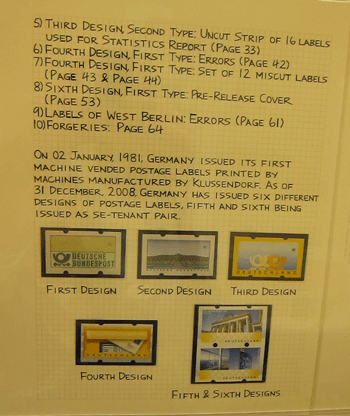 5) THIRD DESIGN, SECOND TYPE: UNCUT STRIP OF 16 LABELS
USED FOR STATISTICS REPORT (PAGE 33)
6) FOURTH DESIGN, FIRST TYPE: ERRORS (PAGE 42)
7) FOURTH DESIGN, FIRST TYPE: SET OF 12 MISCUT LABELS
(PAGE 43 & PAGE 44)
8) SIXTH DESIGN, FIRST TYPE: PRE-RELEASE COVER
(PAGE 53)
9) LABELS OF WEST BERLIN: ERRORS (PAGE 61)
10) FORGERIES: PAGE 64
ON 02 JANUARY, 1981, GERMANY ISSUED ITS FIRST
MACHINE VENDED POSTAGE LABELS PRINTED BY
MACHINES MANUFACTURED BY KLUSSENDORF. AS OF
31 DECEMBER, 2008, GERMANY HAS ISSUED SIX DIFFERENT
DESIGNS OF POSTAGE LABELS, FIFTH AND SIXTH BEING
ISSUED AS SE-TENANT PAIR.
DEUTSCHE
BUNDESPOST
DEUTSCHLAND
FIRST DESIGN
SECOND DESIGN
THIRD DESIGN
DEUTSCHLAND
FOURTH DESIGN
FIFTH & SIXTH DESIGNS